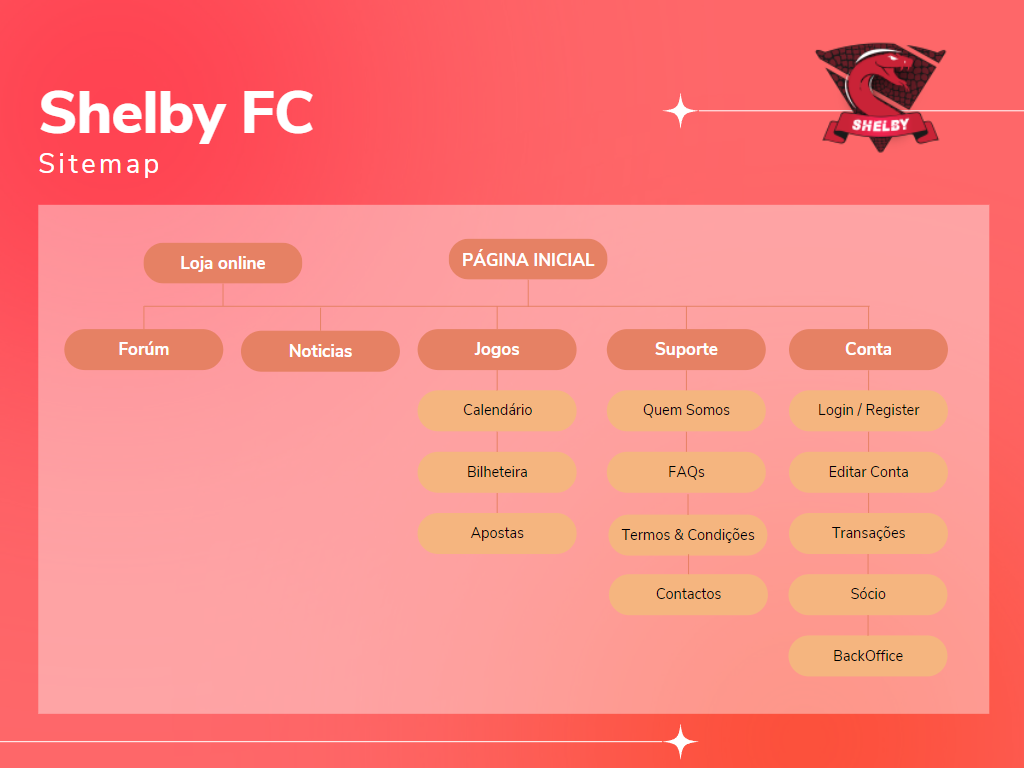 Shelby FC
Sitemap
SHELBY
Loja online
PÁGINA INICIAL
Forúm
Noticias
Jogos
Suporte
Conta
Calendário
Quem Somos
Login / Register
Bilheteira
FAQs
Editar Conta
Apostas
Termos & Condições
Transações
Contactos
Sócio
BackOffice